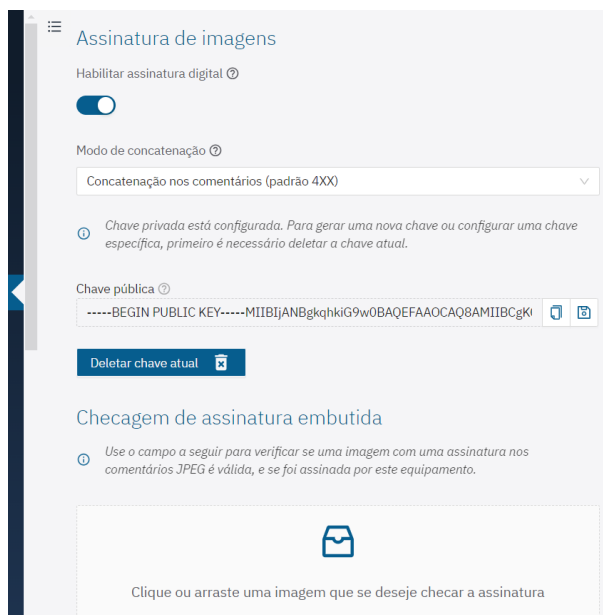 Assinatura de imagens
Habilitar assinatura digital
Modo de concatenação
Concatenação nos comentários (padrão 4XX)
Chave privada está configurada. Para gerar uma nova chave ou configurar uma chave
específica, primeiro é necessário deletar a chave atual.
Chave pública
-----BEGIN PUBLIC KEY-----MIIBIjANBgkqhkiG9w0BAQEFAAOCAQ8AMIIBCgK
Deletar chave atual
Checagem de assinatura embutida
Use o campo a seguir para verificar se uma imagem com uma assinatura nos
comentários JPEG é válida, e se foi assinada por este equipamento.
Clique ou arraste uma imagem que se deseje checar a assinatura